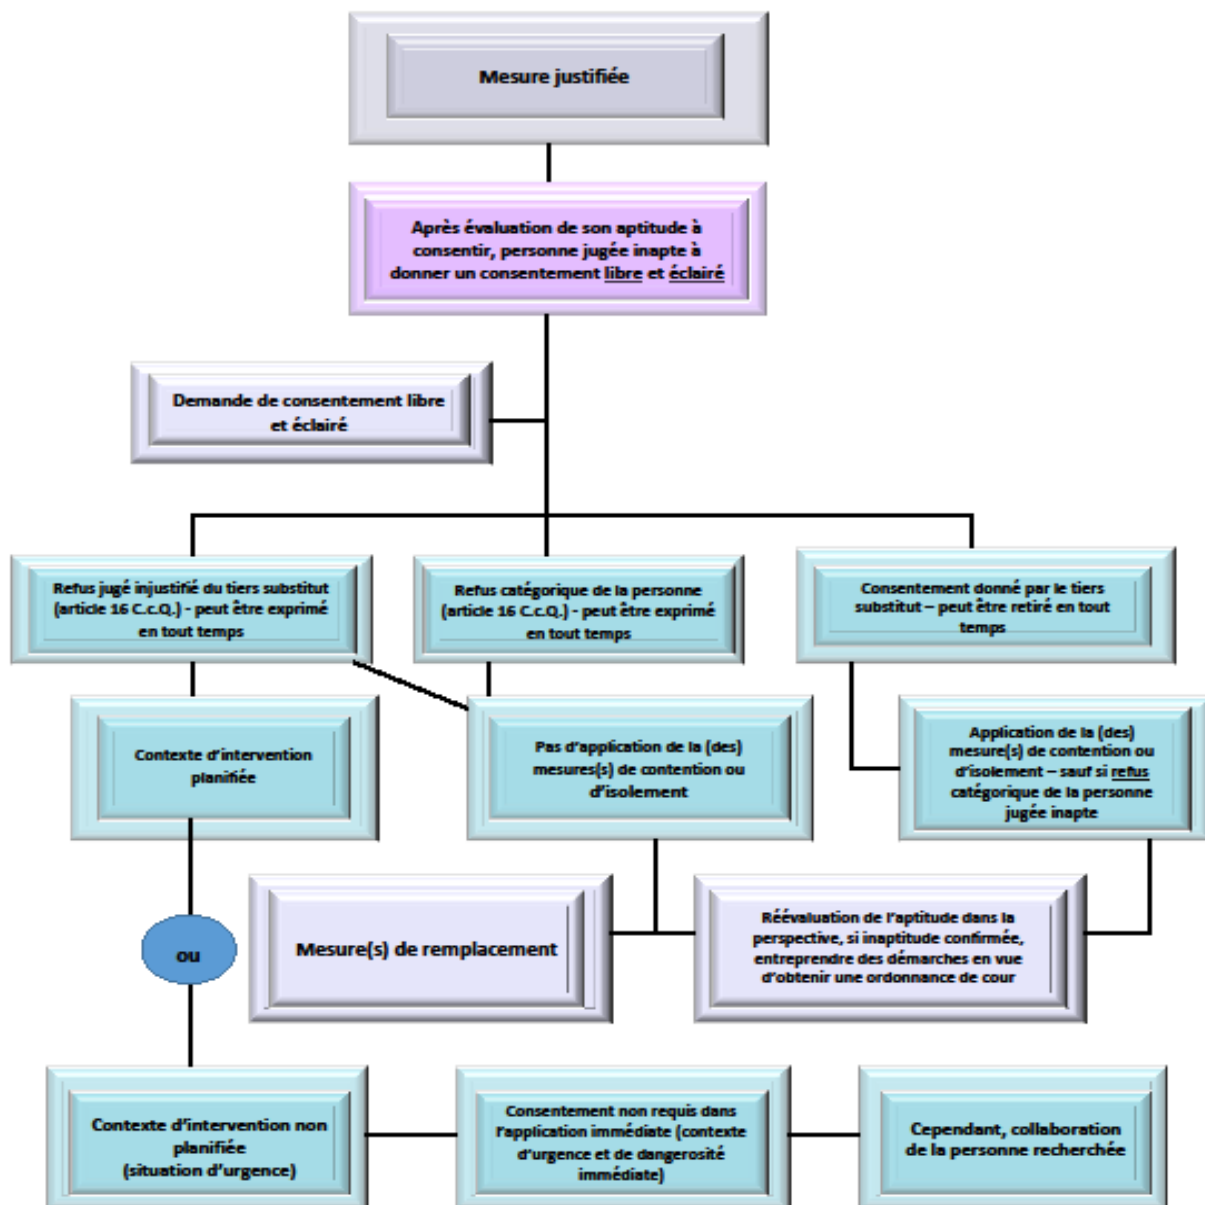 Mesure justifiée
Après évaluation de son aptitude à
consentir, personne jugée inapte à
donner un consentement libre et éclairé
Demande de consentement libre
et éclairé
Refus jugé injustifié du tiers substitut
(article 16 C.c.Q.) - peut être exprimé
en tout temps
Refus catégorique de la personne
(article 16 C.c.Q.) - peut être exprimé
en tout temps
Consentement donné par le tiers
substitut – peut être retiré en tout
temps
Contexte d'intervention
planifiée
Pas d'application de la (des)
mesures(s) de contention ou
d'isolement
Application de la (des)
mesure(s) de contention ou
d'isolement – sauf si refus
catégorique de la personne
jugée inapte
ou
Mesure(s) de remplacement
Réévaluation de l'aptitude dans la
perspective, si inaptitude confirmée,
entreprendre des démarches en vue
d'obtenir une ordonnance de cour
Contexte d'intervention non
planifiée
(situation d'urgence)
Consentement non requis dans
l'application immédiate (contexte
d'urgence et de dangerosité
immédiate)
Cependant, collaboration
de la personne recherchée